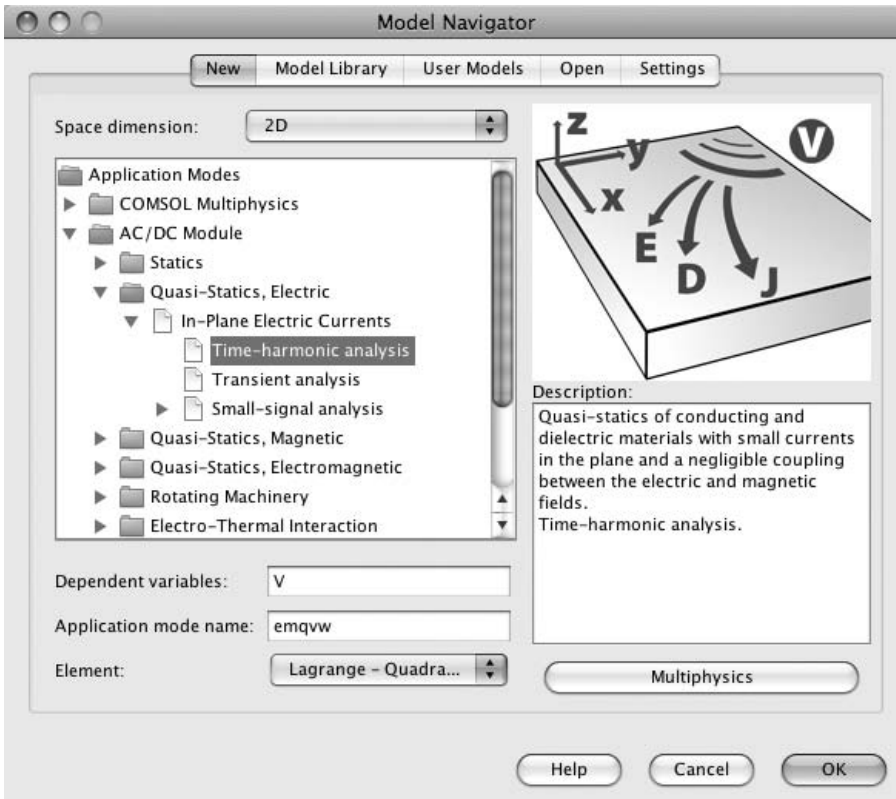 Model Navigator
New Model Library User Models Open Settings
Space dimension: 2D
Application Modes
COMSOL Multiphysics
AC/DC Module
Statics
Quasi-Statics, Electric
In-Plane Electric Currents
Time-harmonic analysis
Transient analysis
Small-signal analysis
Quasi-Statics, Magnetic
Quasi-Statics, Electromagnetic
Rotating Machinery
Electro-Thermal Interaction
z
y
x
V
E
D
J
Description:
Quasi-statics of conducting and
dielectric materials with small currents
in the plane and a negligible coupling
between the electric and magnetic
fields.
Time-harmonic analysis.
Dependent variables: V
Application mode name: emqvw
Element: Lagrange - Quadra...
Multiphysics
Help Cancel OK